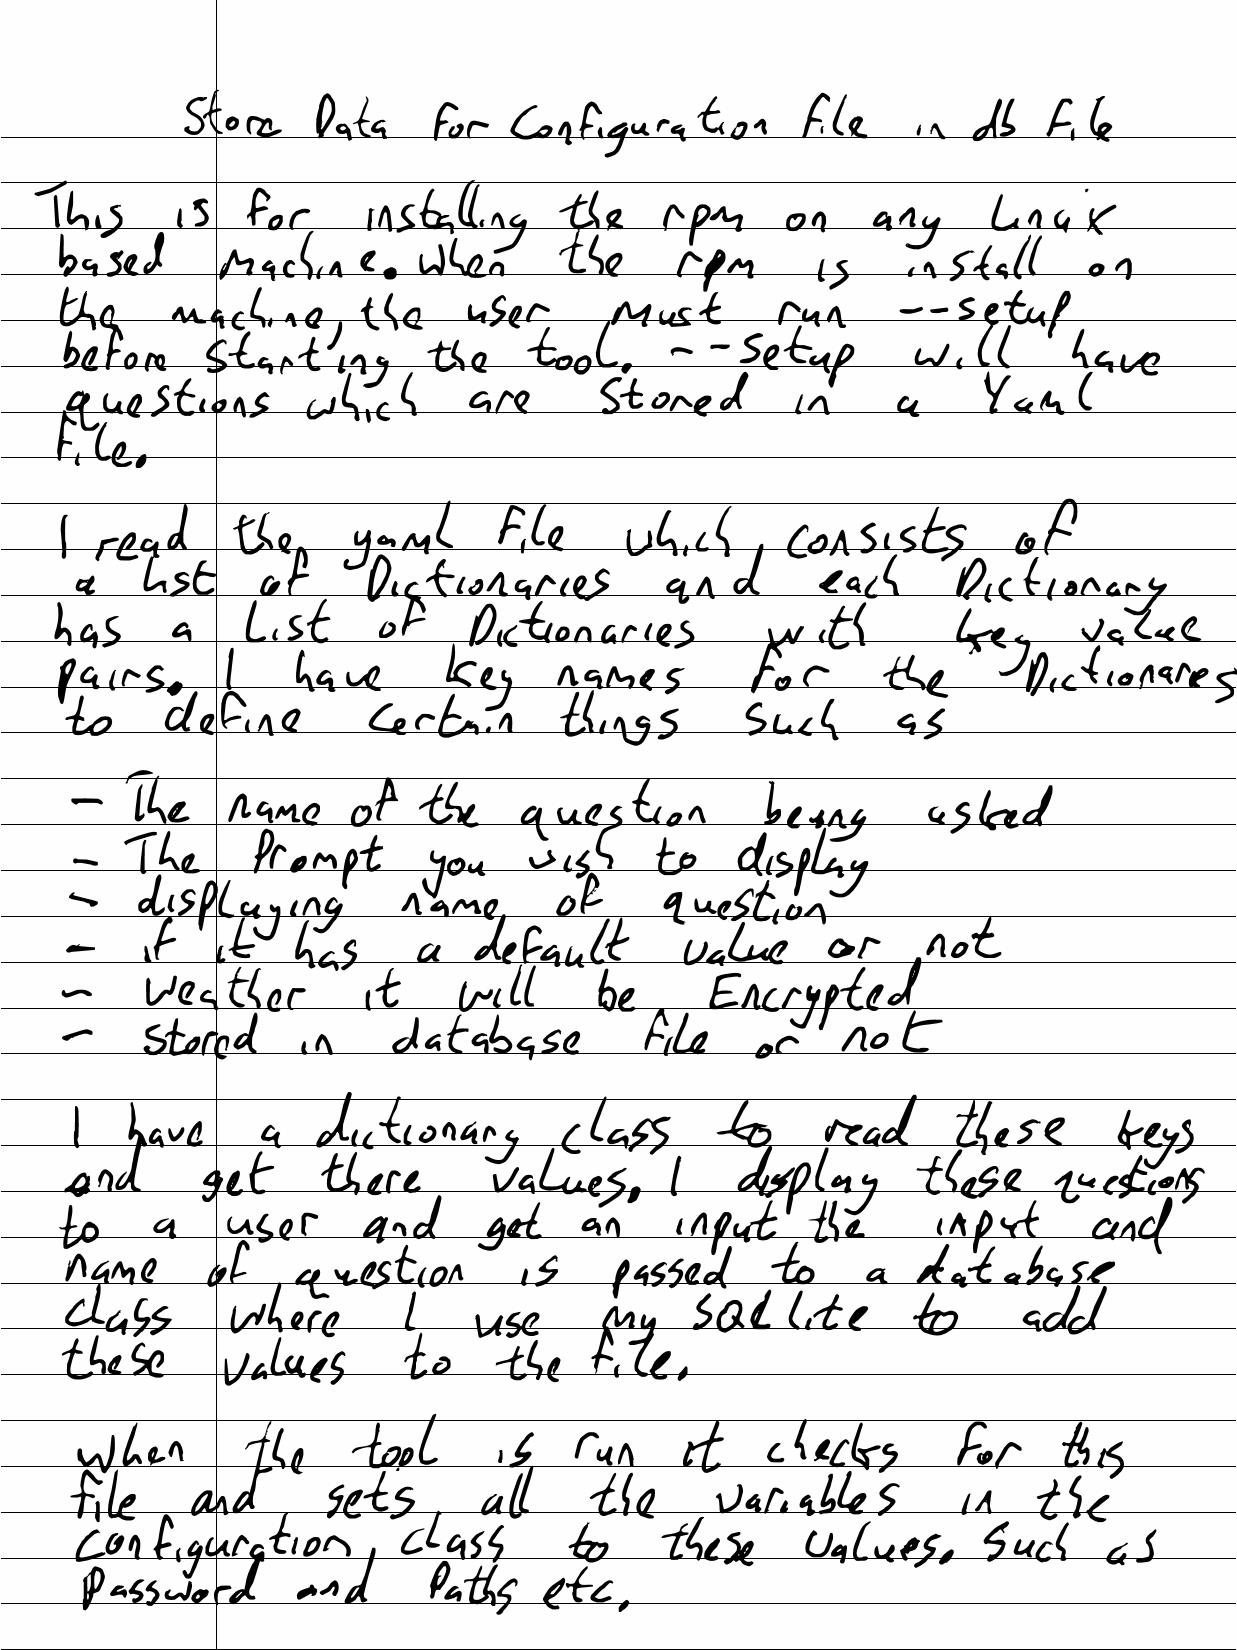 Store Data For Configuration File in db File
This is for installing the rpm on any Linux
based Machine. When the rpm is install on
the machine, the user must run --setup
before starting the tool. --setup will have
questions which are stored in a Yaml
File.
I read the yaml File which consists of
a list of Dictionaries and each Dictionary
has a List of Dictionaries with key value
pairs. I have key names for the Dictionares
to define certain things such as
- The name of the question being asked
- The Prompt you wish to display
- displaying name of question
- if it has a default value or not
- weather it will be Encrypted
- stored in database file or not
I have a dictionary class to read these keys
and get there values. I display these questions
to a user and get an input the input and
name of question is passed to a database
class where I use my SQL Lite to add
these values to the File.
When the tool is run it checks for this
file and sets all the variables in the
configuration class to these values. Such as
Password and Paths etc.